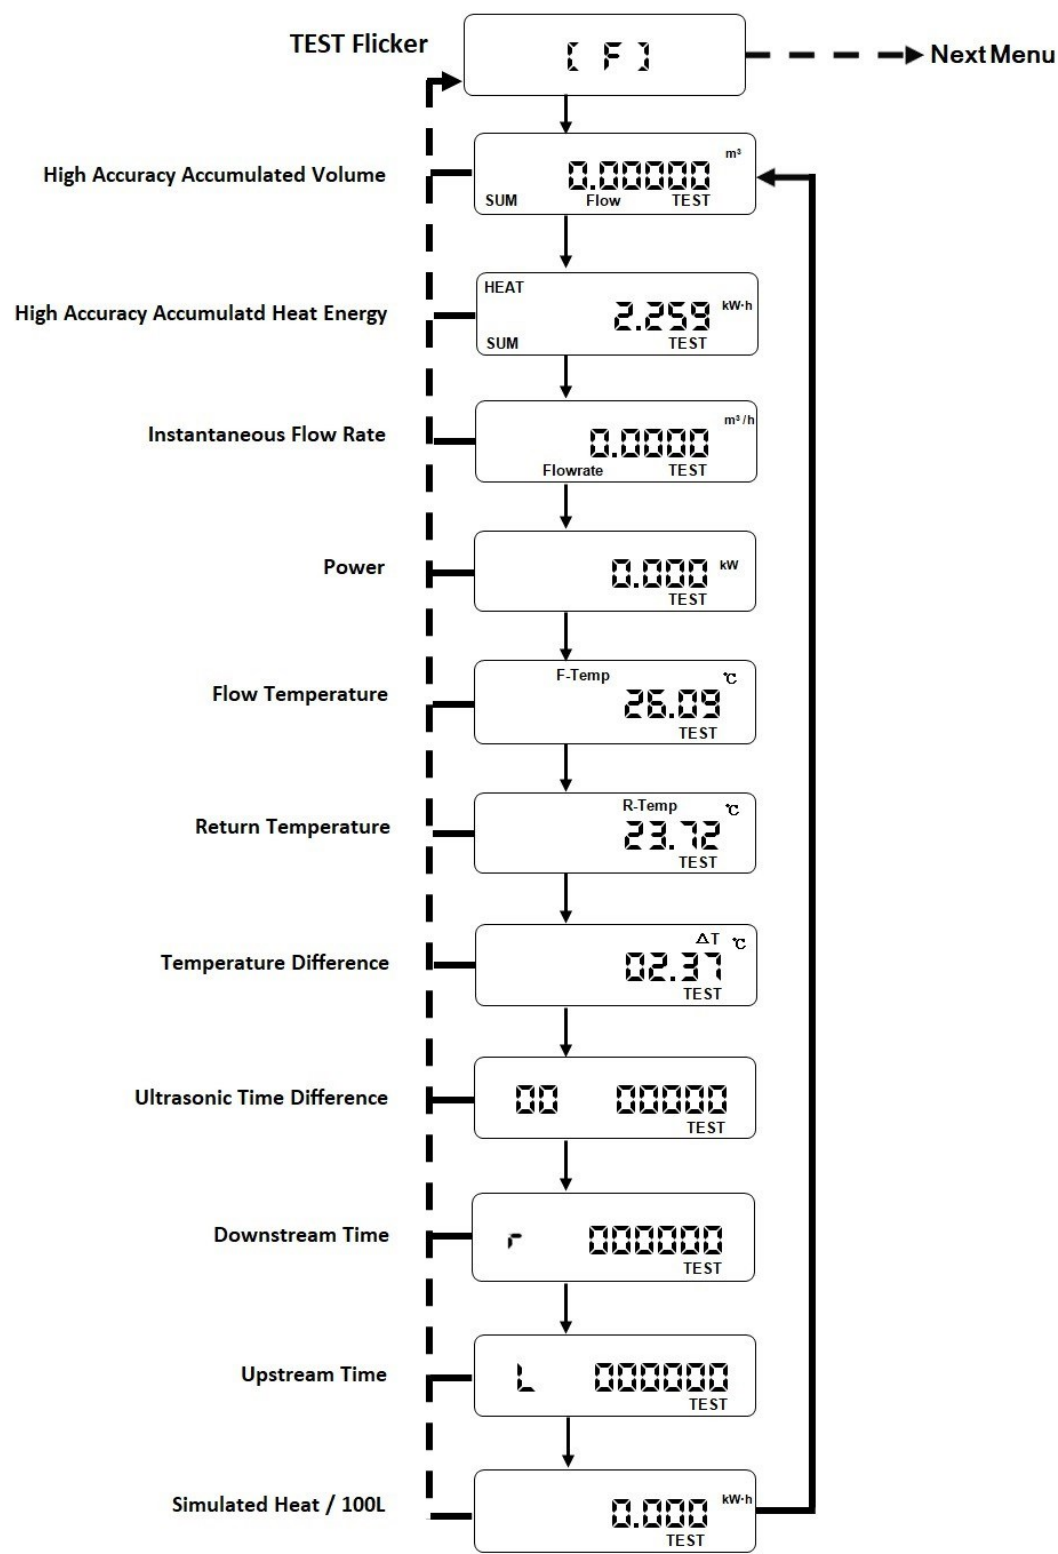 TEST Flicker
[ F ]
Next Menu
High Accuracy Accumulated Volume
m³
0.00000
SUM Flow TEST
High Accuracy Accumulatd Heat Energy
HEAT
2.259 kW·h
SUM TEST
Instantaneous Flow Rate
m³/h
0.0000
Flowrate TEST
Power
0.000 kW
TEST
Flow Temperature
F-Temp ℃
26.09
TEST
Return Temperature
R-Temp ℃
23.72
TEST
Temperature Difference
ΔT ℃
02.37
TEST
Ultrasonic Time Difference
00 00000
TEST
Downstream Time
r 000000
TEST
Upstream Time
L 000000
TEST
Simulated Heat / 100L
0.000 kW·h
TEST